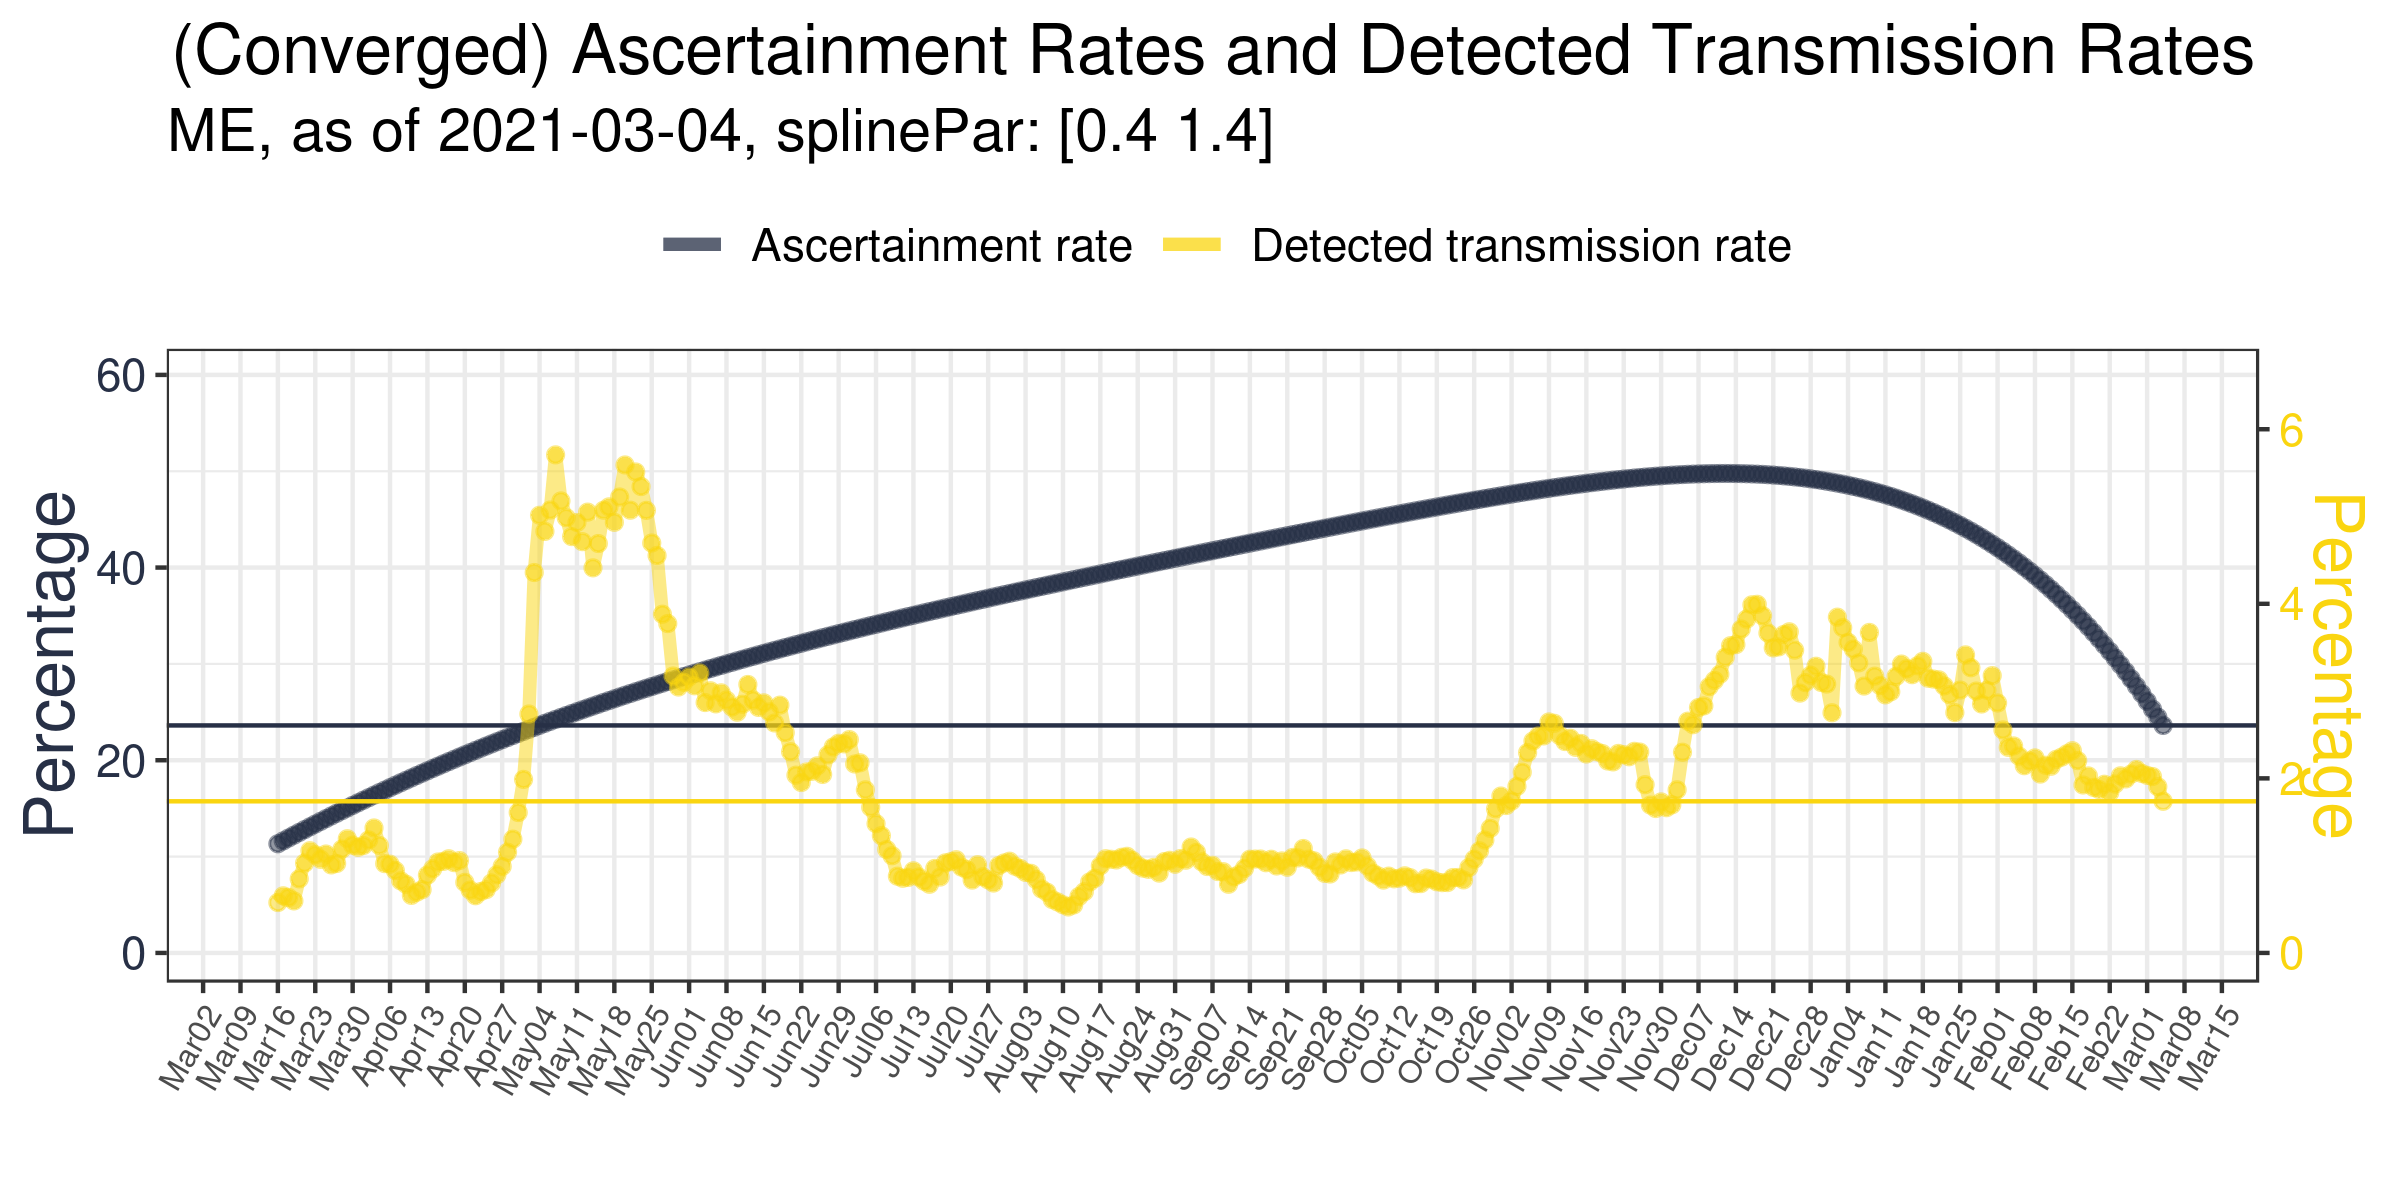 (Converged) Ascertainment Rates and Detected Transmission Rates
ME, as of 2021-03-04, splinePar: [0.4 1.4]
Ascertainment rate
Detected transmission rate
Percentage
60
40
20
0
6
4
2
0
Percentage
Mar02
Mar09
Mar16
Mar23
Mar30
Apr06
Apr13
Apr20
Apr27
May04
May11
May18
May25
Jun01
Jun08
Jun15
Jun22
Jun29
Jul06
Jul13
Jul20
Jul27
Aug03
Aug10
Aug17
Aug24
Aug31
Sep07
Sep14
Sep21
Sep28
Oct05
Oct12
Oct19
Oct26
Nov02
Nov09
Nov16
Nov23
Nov30
Dec07
Dec14
Dec21
Dec28
Jan04
Jan11
Jan18
Jan25
Feb01
Feb08
Feb15
Feb22
Mar01
Mar08
Mar15